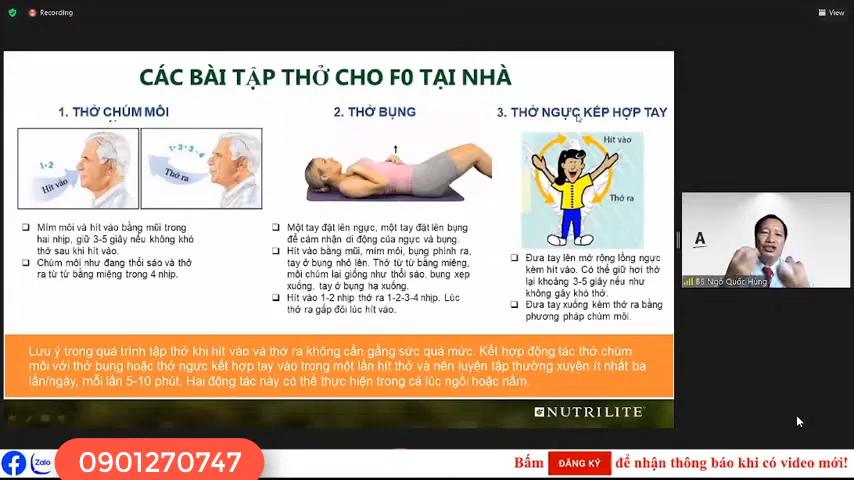 Recording
View
CÁC BÀI TẬP THỞ CHO F0 TẠI NHÀ
1. THỞ CHÚM MÔI
1-2
Hít vào
1-2-3-4
Thở ra
Mím môi và hít vào bằng mũi trong
hai nhịp, giữ 3-5 giây nếu không khó
thở sau khi hít vào.
Chúm môi như đang thổi sáo và thở
ra từ từ bằng miệng trong 4 nhịp.
2. THỞ BỤNG
Một tay đặt lên ngực, một tay đặt lên bụng
để cảm nhận di động của ngực và bụng.
Hít vào bằng mũi, mím môi, bụng phình ra,
tay ở bụng nhô lên. Thở từ từ bằng miệng,
môi chúm lại giống như thổi sáo, bụng xẹp
xuống, tay ở bụng hạ xuống.
Hít vào 1-2 nhịp thở ra 1-2-3-4 nhịp. Lúc
thở ra gấp đôi lúc hít vào.
3. THỞ NGỰC KẾP HỢP TAY
Hít vào
Thở ra
Đưa tay lên mở rộng lồng ngực
kèm hít vào. Có thể giữ hơi thở
lại khoảng 3-5 giây nếu như
không gây khó thở.
Đưa tay xuống kèm thở ra bằng
phương pháp chúm môi.
Lưu ý trong quá trình tập thở khi hít vào và thở ra không cần gắng sức quá mức. Kết hợp động tác thở chúm
môi với thở bụng hoặc thở ngực kết hợp tay vào trong một lần hít thở và nên luyện tập thường xuyên ít nhất ba
lần/ngày, mỗi lần 5-10 phút. Hai động tác này có thể thực hiện trong cả lúc ngồi hoặc nằm.
NUTRILITE
A
BS Ngô Quốc Hùng
Zalo
0901270747
Bấm ĐĂNG KÝ để nhận thông báo khi có video mới!